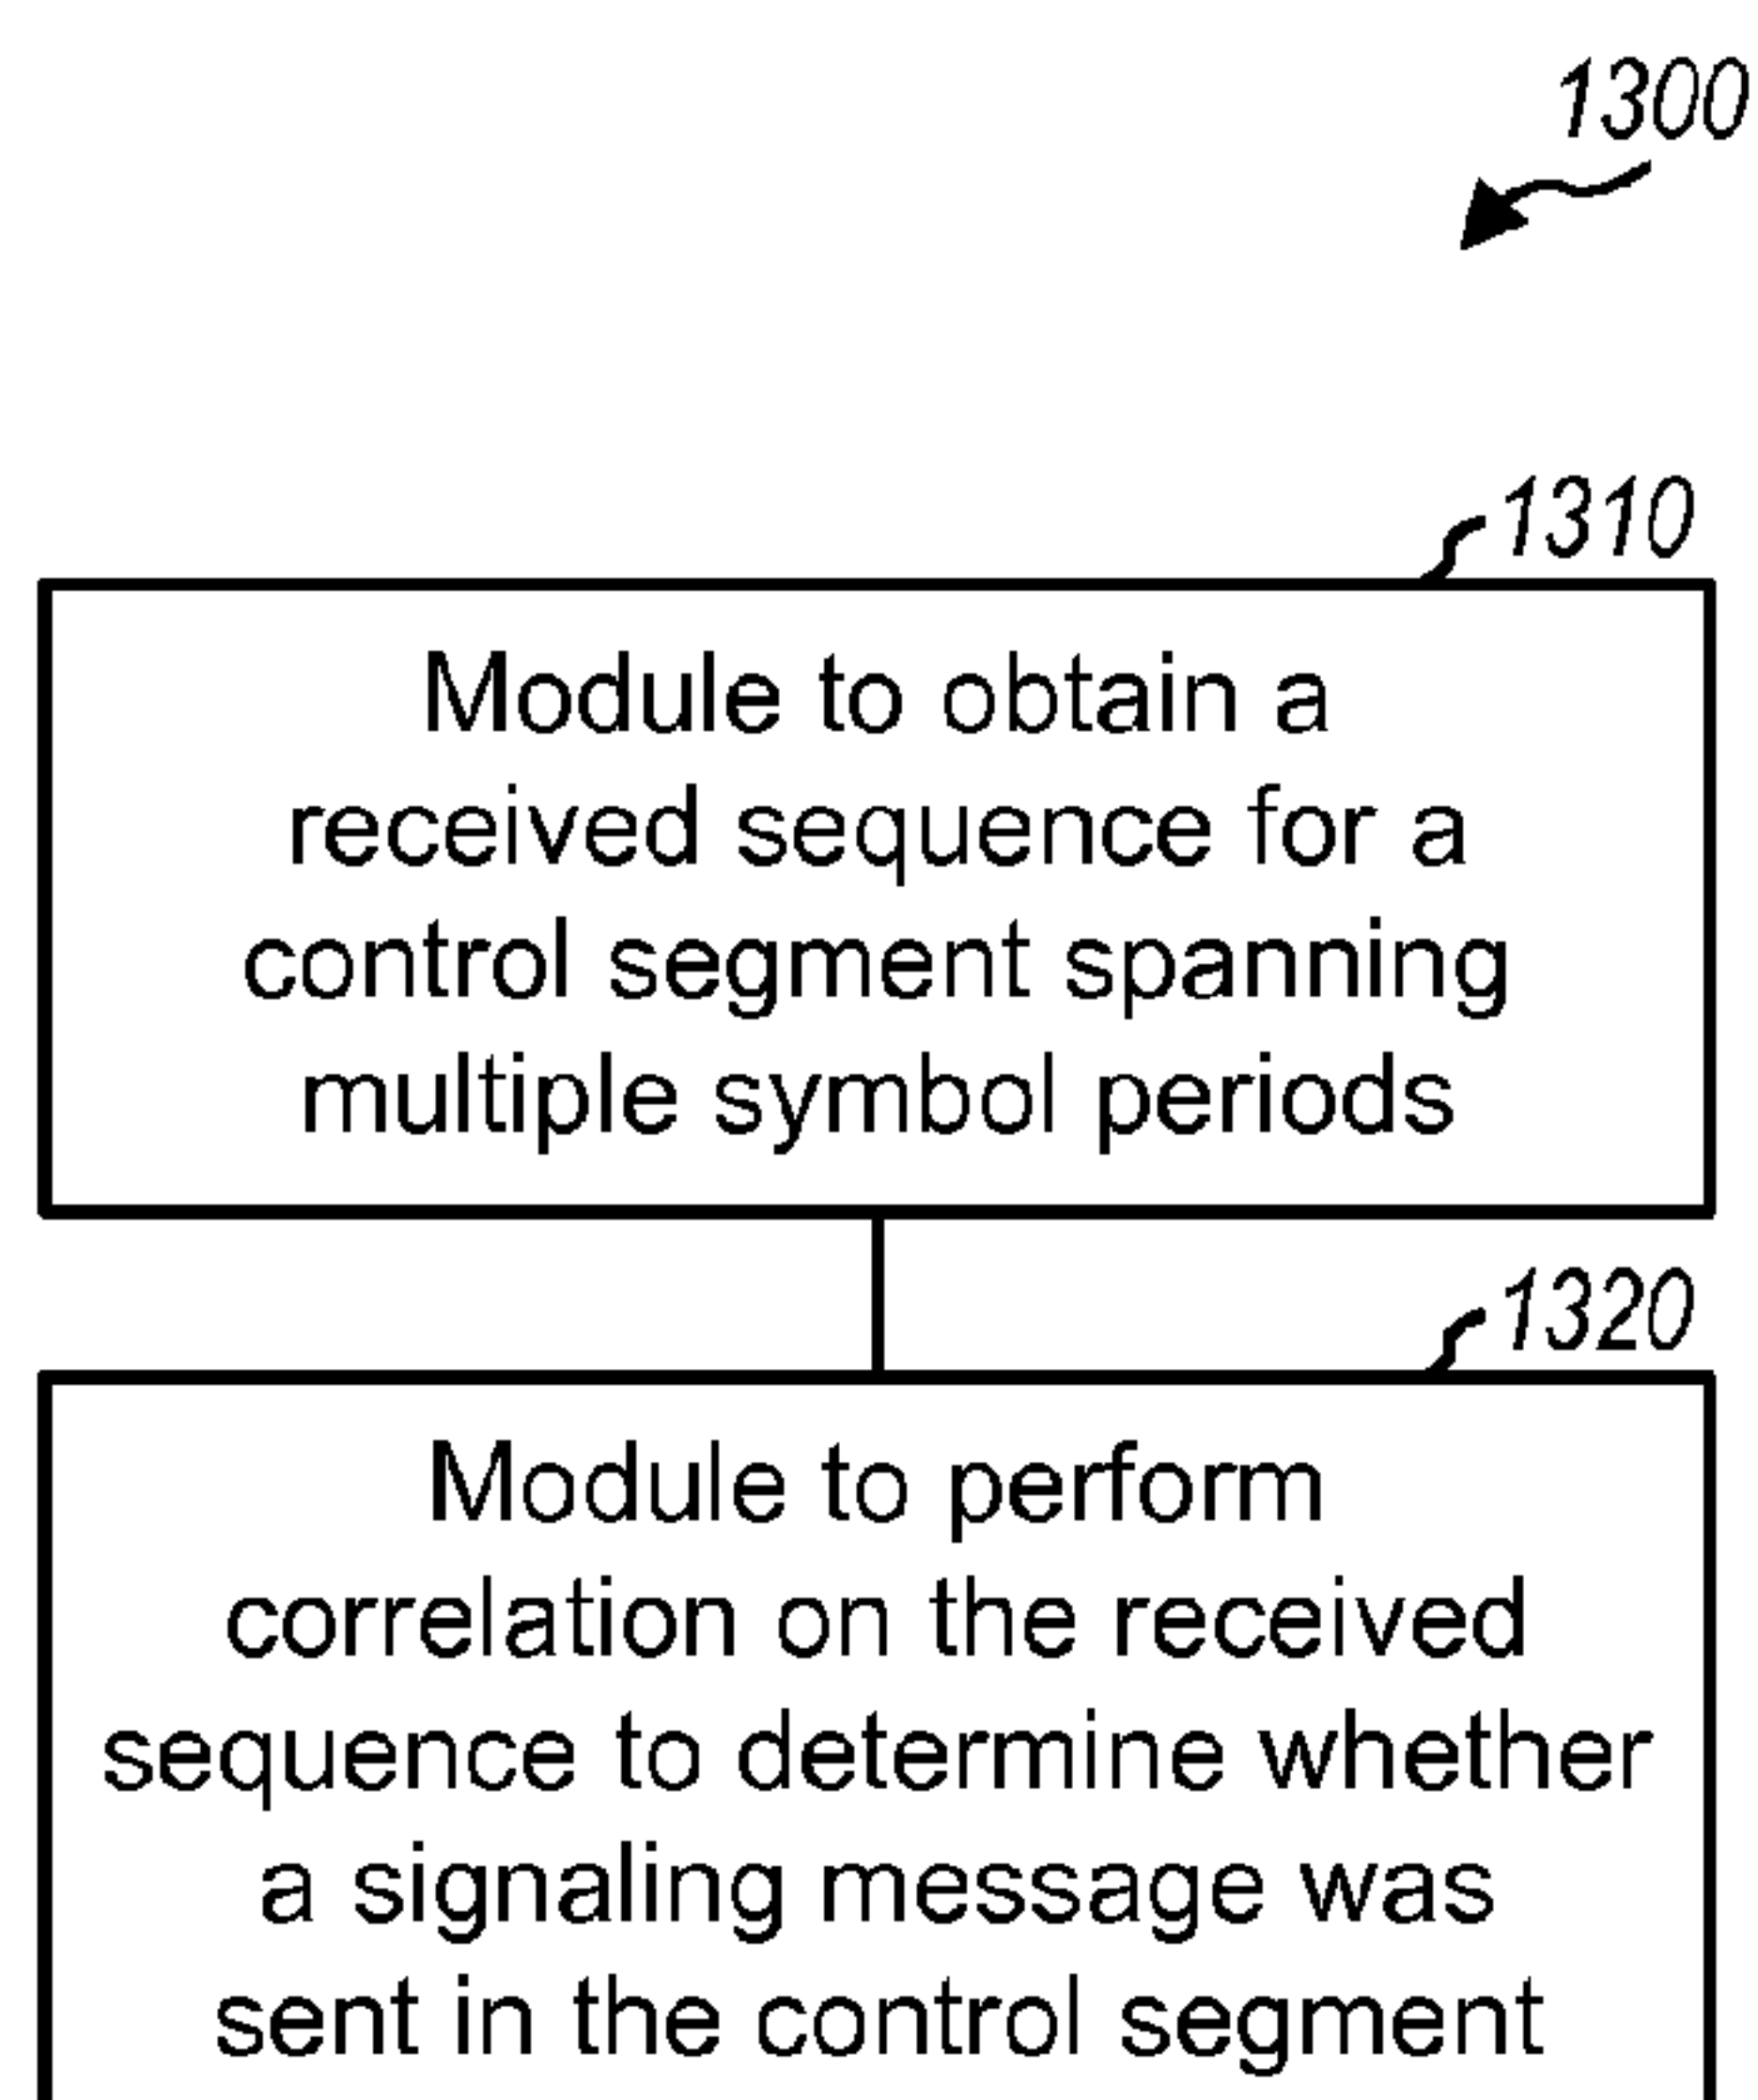 1300
1310
Module to obtain a
received sequence for a
control segment spanning
multiple symbol periods
1320
Module to perform
correlation on the received
sequence to determine whether
a signaling message was
sent in the control segment